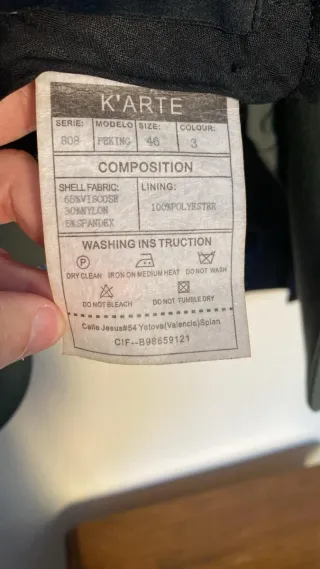 K'ARTE
SERIE: MODELO SIZE: COLOUR:
808 PEKING 46 3
COMPOSITION
SHELL FABRIC: LINING:
65%VISCOSE
30%NYLON 100%POLYESTER
5%SPANDEX
WASHING INS TRUCTION
P
DRY CLEAN IRON ON MEDIUM HEAT DO NOT WASH
DO NOT BLEACH DO NOT TUMBLE DRY
Calle Jesus#54 Yatova(Valencis)Spian
CIF--B98659121